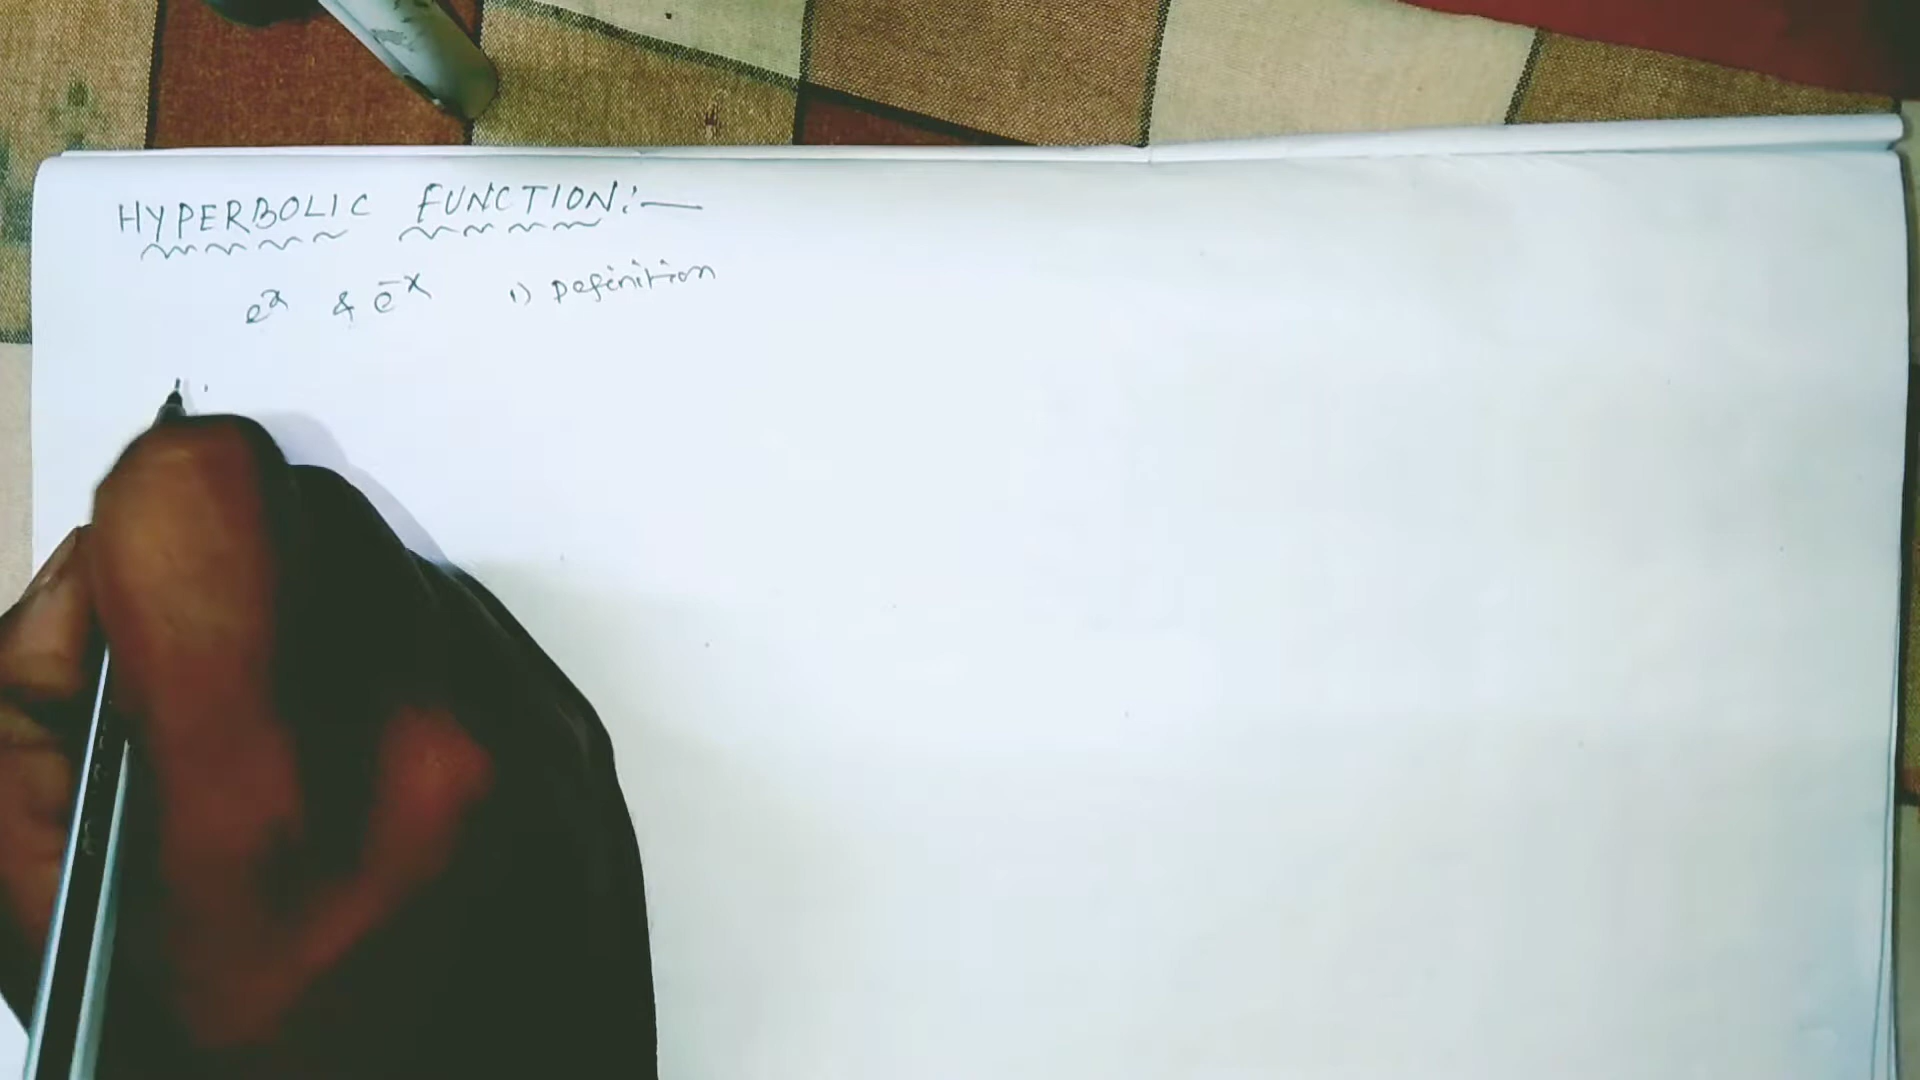 HYPERBOLIC FUNCTION:—
eˣ & e⁻ˣ 1) Definition